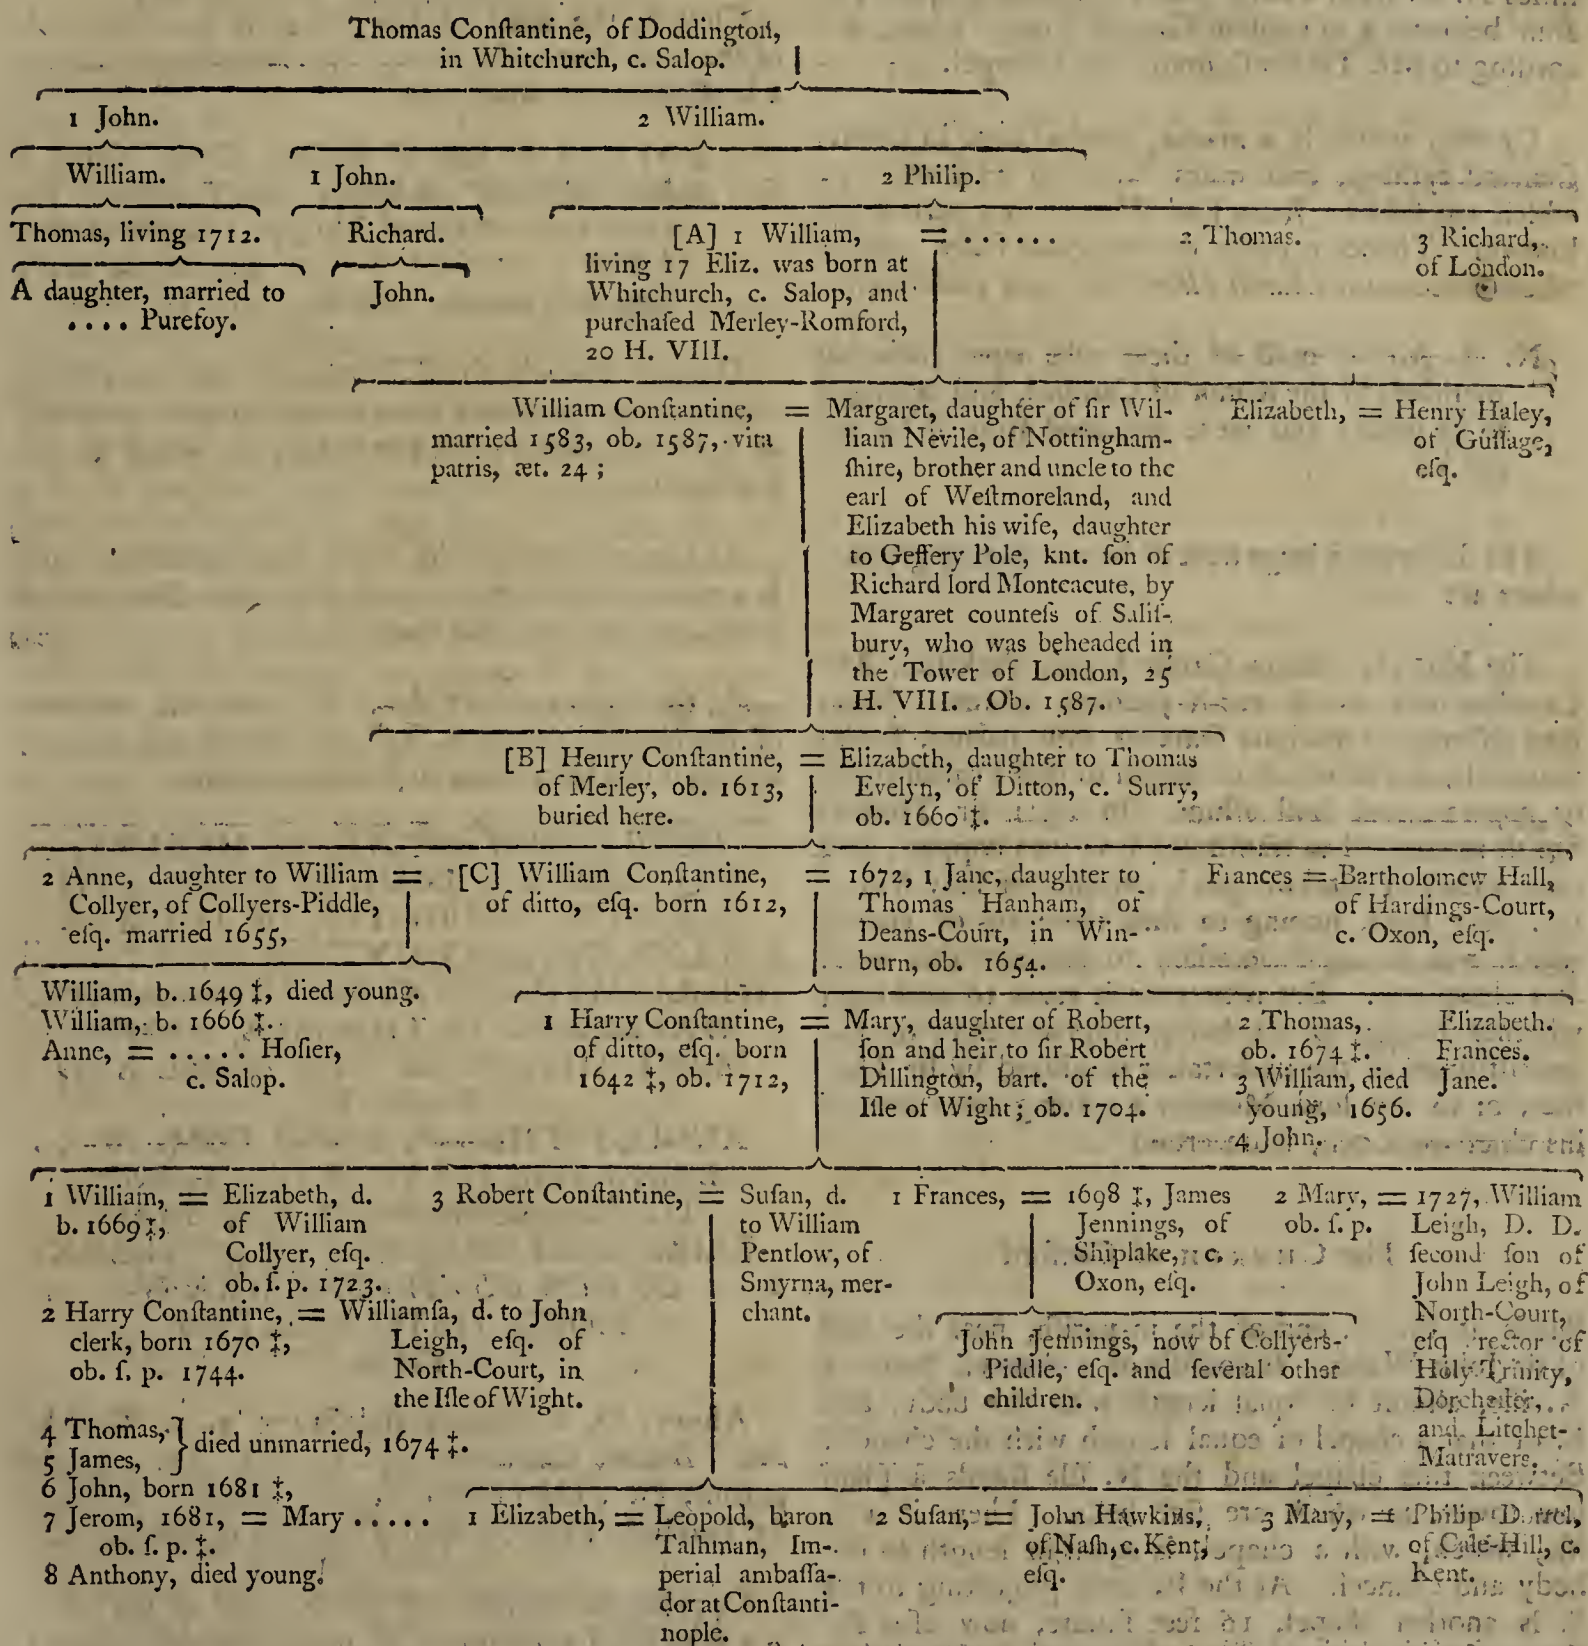 Thomas Conſtantine, of Doddington,
in Whitchurch, c. Salop.
1 John.
2 William.
William.
1 John.
2 Philip.
Thomas, living 1712.
Richard.
[A] 1 William, = ......
living 17 Eliz. was born at
Whitchurch, c. Salop, and
purchaſed Merley-Romford,
20 H. VIII.
2 Thomas.
3 Richard,
of London.
A daughter, married to
.... Purefoy.
John.
William Conſtantine, =
married 1583, ob. 1587, vita
patris, æt. 24 ;
Margaret, daughter of ſir Wil-
liam Nevile, of Nottingham-
ſhire, brother and uncle to the
earl of Weſtmoreland, and
Elizabeth his wife, daughter
to Geffery Pole, knt. ſon of
Richard lord Monteacute, by
Margaret counteſs of Saliſ-
bury, who was beheaded in
the Tower of London, 25
H. VIII. Ob. 1587.
Elizabeth, = Henry Haley,
of Guſſage,
eſq.
[B] Henry Conſtantine, =
of Merley, ob. 1613,
buried here.
Elizabeth, daughter to Thomas
Evelyn, of Ditton, c. Surry,
ob. 1660 ‡.
2 Anne, daughter to William =
Collyer, of Collyers-Piddle,
eſq. married 1655,
[C] William Conſtantine,
of ditto, eſq. born 1612,
= 1672, 1 Jane, daughter to
Thomas Hanham, of
Deans-Court, in Win-
burn, ob. 1654.
Frances = Bartholomew Hall,
of Hardings-Court,
c. Oxon, eſq.
William, b. 1649 ‡, died young.
William, b. 1666 ‡.
Anne, = ..... Hoſier,
c. Salop.
1 Harry Conſtantine, =
of ditto, eſq. born
1642 ‡, ob. 1712,
Mary, daughter of Robert,
ſon and heir to ſir Robert
Dillington, bart. of the
Iſle of Wight; ob. 1704.
2 Thomas,
ob. 1674 ‡.
3 William, died
young, 1656.
4 John.
Elizabeth.
Frances.
Jane.
1 William, =
b. 1669 ‡,
Elizabeth, d.
of William
Collyer, eſq.
ob. ſ. p. 1723.
2 Harry Conſtantine, =
clerk, born 1670 ‡,
ob. ſ. p. 1744.
Williamſa, d. to John
Leigh, eſq. of
North-Court, in
the Iſle of Wight.
4 Thomas,
5 James,
} died unmarried, 1674 ‡.
6 John, born 1681 ‡,
7 Jerom, 1681, = Mary .....
ob. ſ. p. ‡.
8 Anthony, died young.
3 Robert Conſtantine, =
Suſan, d.
to William
Pentlow, of
Smyrna, mer-
chant.
1 Frances, =
1698 ‡, James
Jennings, of
Shiplake, c.
Oxon, eſq.
John Jennings, now of Collyers-
Piddle, eſq. and ſeveral other
children.
2 Mary, =
ob. ſ. p.
1727, William
Leigh, D. D.
ſecond ſon of
John Leigh, of
North-Court,
eſq rector of
Holy Trinity,
Dorcheſter,
and Litchet-
Matravers.
1 Elizabeth, =
Leopold, baron
Talhman, Im-
perial ambaſſa-
dor at Conſtanti-
nople.
2 Suſan, =
John Hawkins,
of Naſh, c. Kent,
eſq.
3 Mary, =
Philip
of Cale-Hill, c.
Kent.